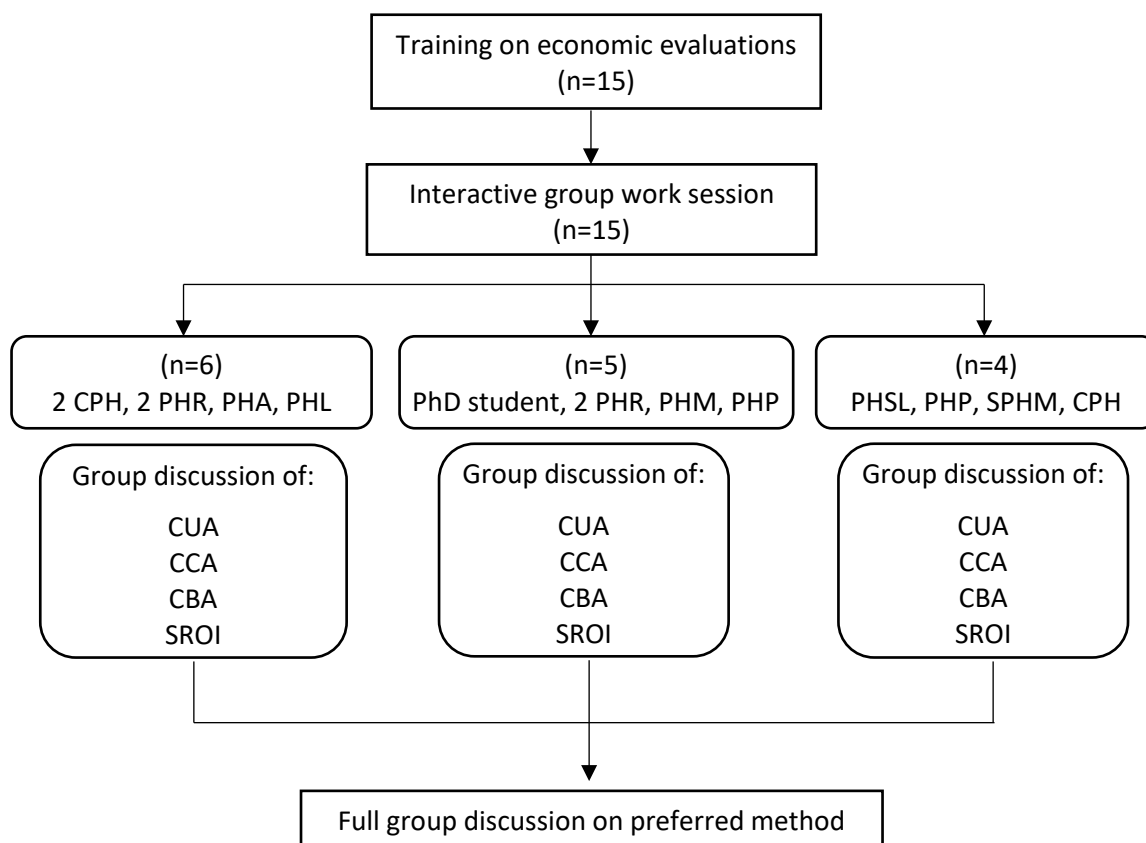 Training on economic evaluations
(n=15)
Interactive group work session
(n=15)
(n=6)
2 CPH, 2 PHR, PHA, PHL
(n=5)
PhD student, 2 PHR, PHM, PHP
(n=4)
PHSL, PHP, SPHM, CPH
Group discussion of:
CUA
CCA
CBA
SROI
Group discussion of:
CUA
CCA
CBA
SROI
Group discussion of:
CUA
CCA
CBA
SROI
Full group discussion on preferred method